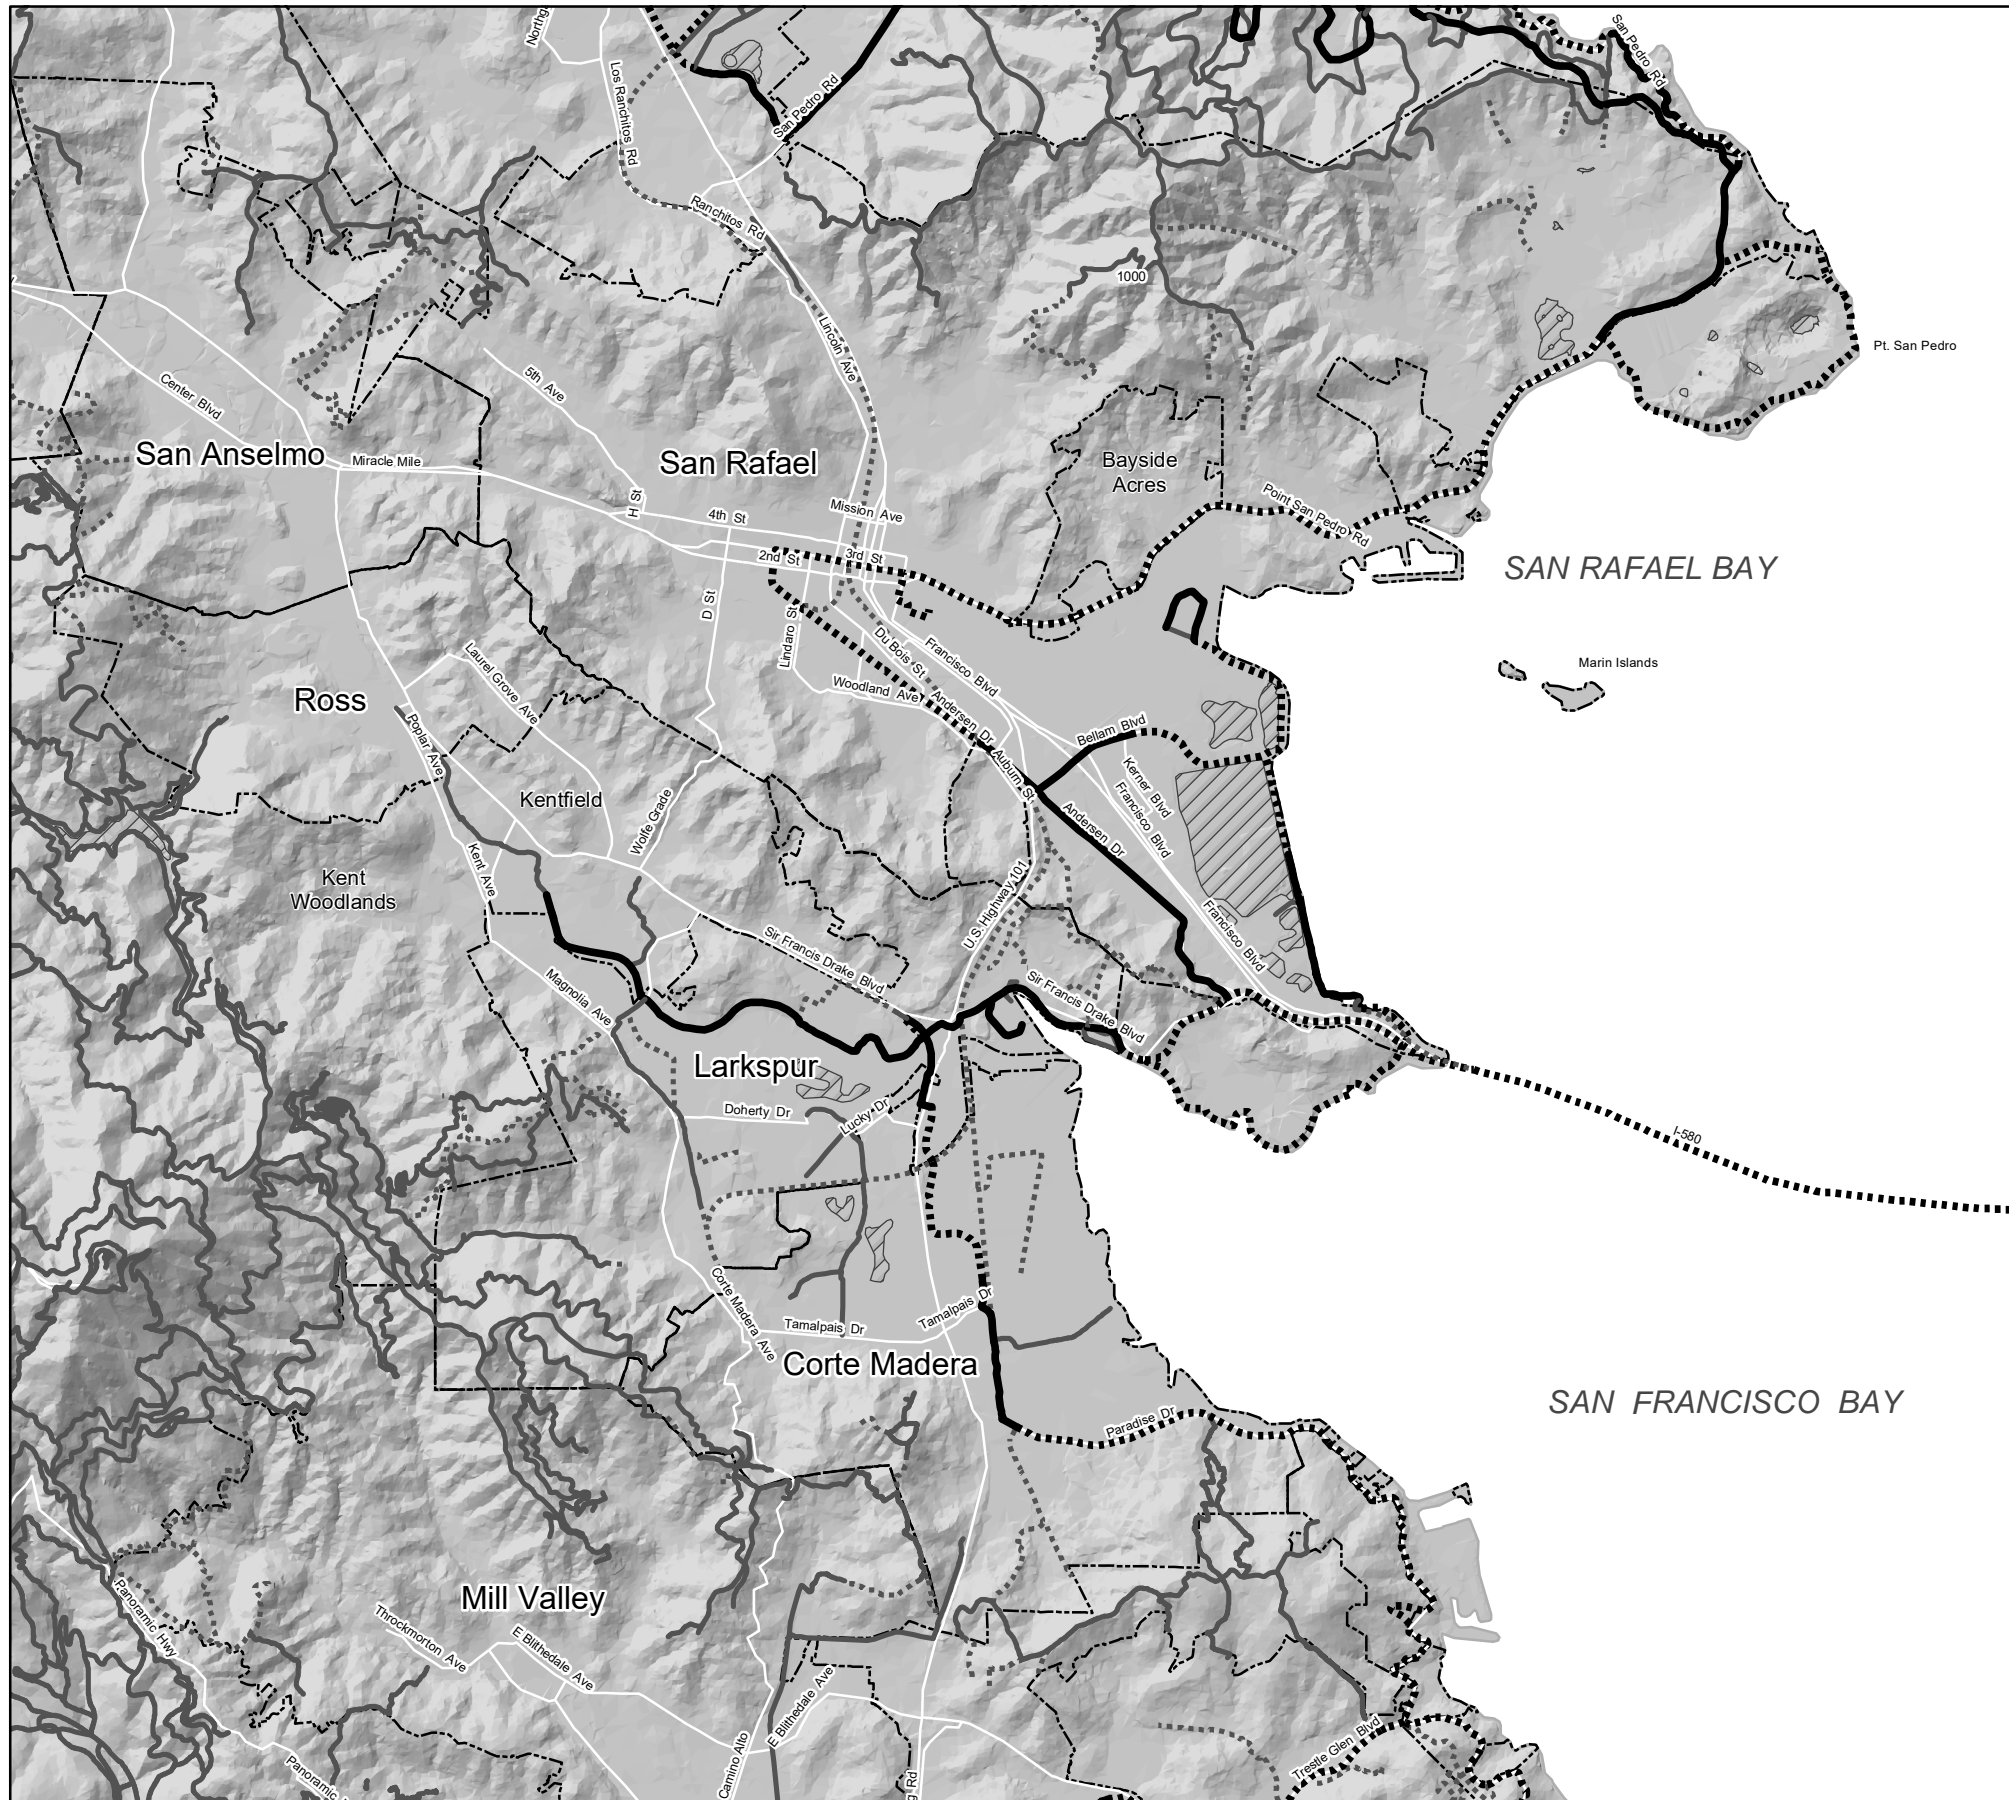 Northg
San Pedro Rd
Los Ranchitos Rd
San Pedro Rd
Ranchitos Rd
1000
Lincoln Ave
Pt. San Pedro
5th Ave
Center Blvd
San Anselmo
Miracle Mile
San Rafael
Bayside
Acres
H St
4th St
Mission Ave
Point San Pedro Rd
2nd St
3rd St
SAN RAFAEL BAY
D St
Lindaro St
Du Bois St
Francisco Blvd
Marin Islands
Laurel Grove Ave
Woodland Ave
Ross
Andersen Dr
Poplar Ave
Bellam Blvd
Auburn St
Kerner Blvd
Francisco Blvd
Kentfield
Wolfe Grade
Andersen Dr
Kent Ave
Kent
Woodlands
U.S. Highway 101
Francisco Blvd
Sir Francis Drake Blvd
Magnolia Ave
Sir Francis Drake Blvd
Larkspur
Doherty Dr
Lucky Dr
I-580
Corte Madera Ave
Tamalpais Dr
Tamalpais Dr
Corte Madera
SAN FRANCISCO BAY
Paradise Dr
Panoramic Hwy
Mill Valley
Throckmorton Ave
E Blithedale Ave
E Blithedale Ave
Camino Alto
Trestle Glen Blvd
Panoramic
g Rd